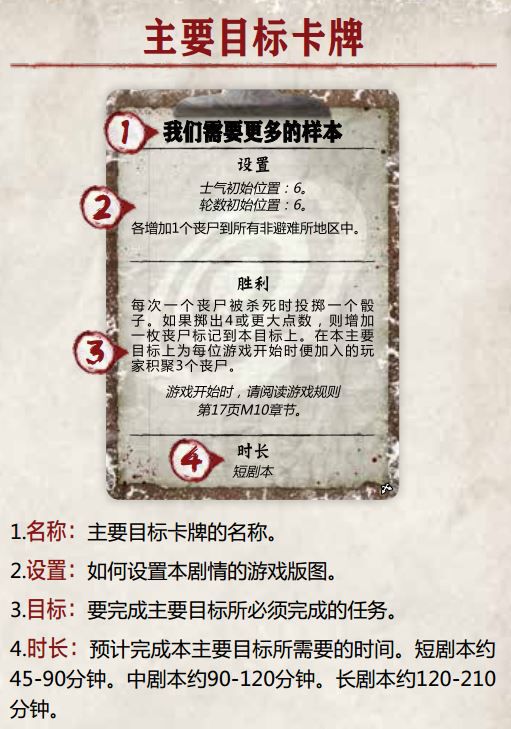 主要目标卡牌
1 我们需要更多的样本
设置
士气初始位置：6。
2 轮数初始位置：6。
各增加1个丧尸到所有非避难所地区中。
胜利
每次一个丧尸被杀死时投掷一个骰
子。如果掷出4或更大点数，则增加
一枚丧尸标记到本目标上。在本主要
3 目标上为每位游戏开始时便加入的玩
家积聚3个丧尸。
游戏开始时，请阅读游戏规则
第17页M10章节。
4 时长
短剧本
1.名称：主要目标卡牌的名称。
2.设置：如何设置本剧情的游戏版图。
3.目标：要完成主要目标所必须完成的任务。
4.时长：预计完成本主要目标所需要的时间。短剧本约
45-90分钟。中剧本约90-120分钟。长剧本约120-210
分钟。